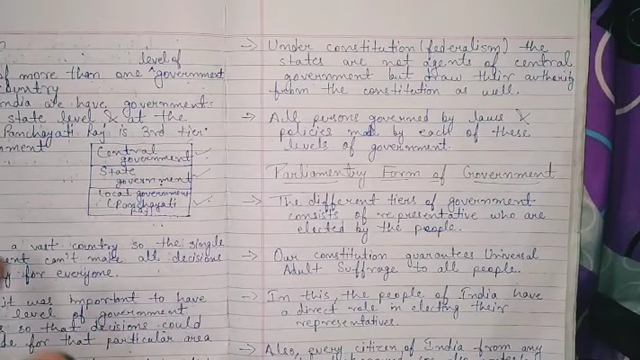 level of
of more than one ^ government
country
India we have government
state level & at the
Panchayati Raj is 3rd tier
nment
Central government
State government
Local government
(Panchayati Raj)
a vast country so the single
ent can't make all decisions
for everyone.
it was important to have
level of government
so that decisions could
de for that particular area
→ Under constitution (federalism) the
states are not agents of central
government but draw their authority
from the constitution as well.
→ All persons governed by laws &
policies made by each of these
levels of government.
Parliamentry Form of Government
→ The different tiers of government
consists of representative who are
elected by the people.
→ Our constitution guarantees Universal
Adult Suffrage to all people.
→ In this, the people of India have
a direct role in electing their
representatives.
→ Also, every citizen of India from any